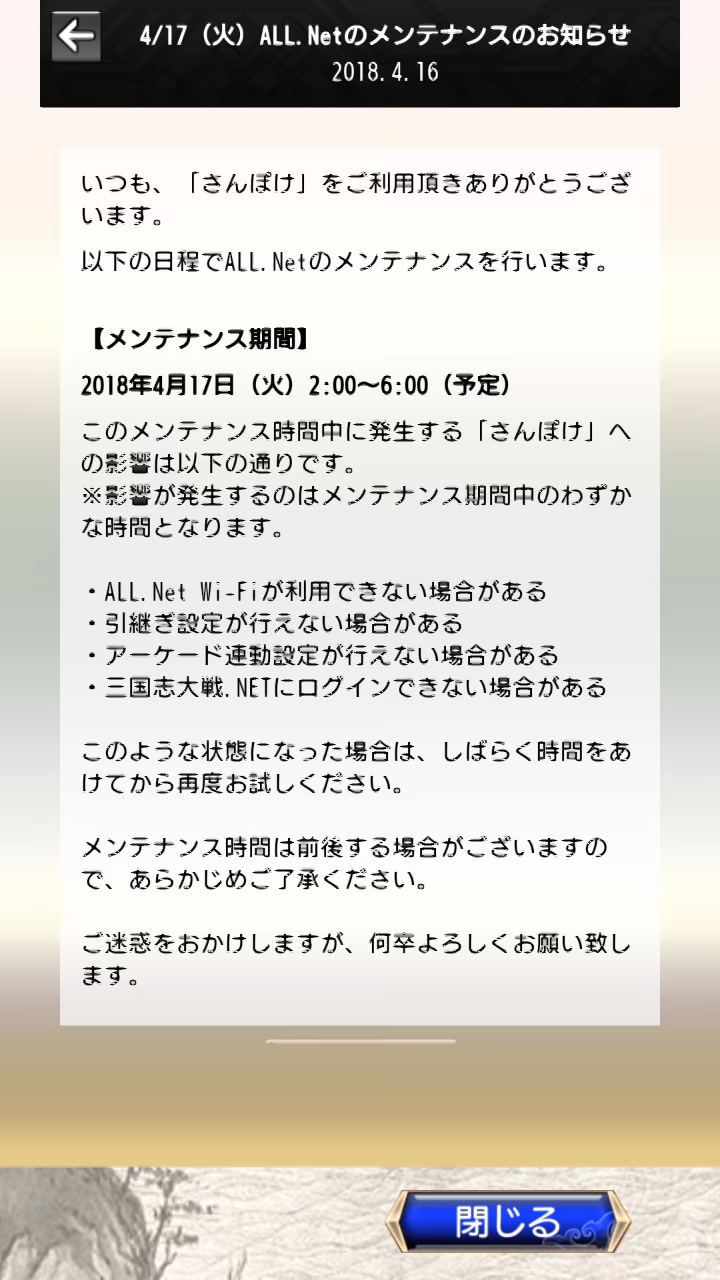 4/17（火）ALL.Netのメンテナンスのお知らせ
2018.4.16
いつも、「さんぽけ」をご利用頂きありがとうござ
います。
以下の日程でALL.Netのメンテナンスを行います。
【メンテナンス期間】
2018年4月17日（火）2:00～6:00（予定）
このメンテナンス時間中に発生する「さんぽけ」へ
の影響は以下の通りです。
※影響が発生するのはメンテナンス期間中のわずか
な時間となります。
・ALL.Net Wi-Fiが利用できない場合がある
・引継ぎ設定が行えない場合がある
・アーケード連動設定が行えない場合がある
・三国志大戦.NETにログインできない場合がある
このような状態になった場合は、しばらく時間をあ
けてから再度お試しください。
メンテナンス時間は前後する場合がございますの
で、あらかじめご了承ください。
ご迷惑をおかけしますが、何卒よろしくお願い致し
ます。
閉じる